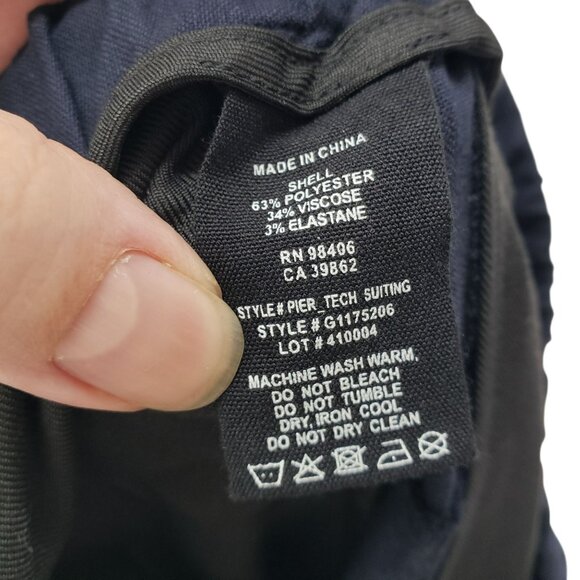 MADE IN CHINA
SHELL
63% POLYESTER
34% VISCOSE
3% ELASTANE
RN 98406
CA 39862
STYLE# PIER_TECH SUITING
STYLE # G1175206
LOT # 410004
MACHINE WASH WARM,
DO NOT BLEACH
DO NOT TUMBLE
DRY, IRON COOL
DO NOT DRY CLEAN